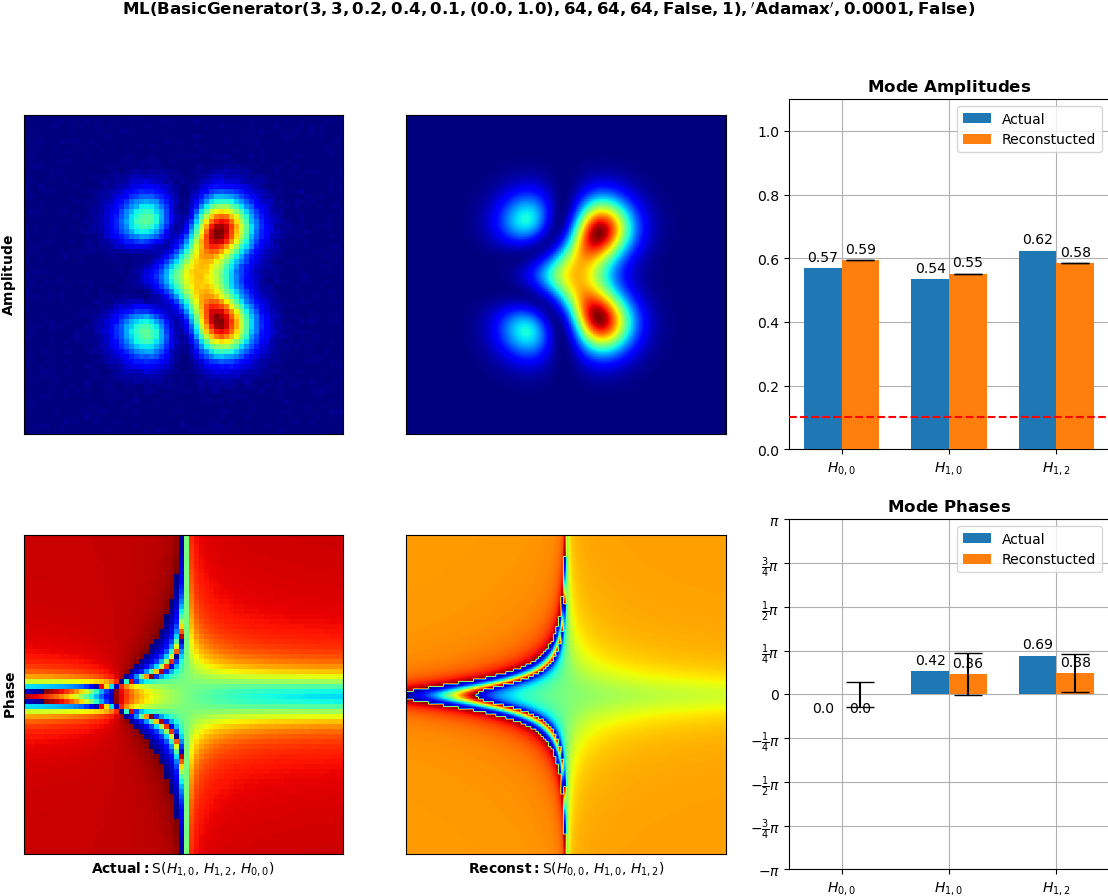 ML(BasicGenerator(3, 3, 0.2, 0.4, 0.1, (0.0, 1.0), 64, 64, 64, False, 1), ′Adamax′, 0.0001, False)
Amplitude
Mode Amplitudes
Actual
Reconstucted
1.0
0.8
0.6
0.4
0.2
0.0
0.57
0.59
0.54
0.55
0.62
0.58
H0,0
H1,0
H1,2
Phase
Actual: S(H1,0, H1,2, H0,0)
Reconst: S(H0,0, H1,0, H1,2)
Mode Phases
Actual
Reconstucted
π
3/4π
1/2π
1/4π
0
−1/4π
−1/2π
−3/4π
−π
0.0
0.0
0.42
0.36
0.69
0.38
H0,0
H1,0
H1,2